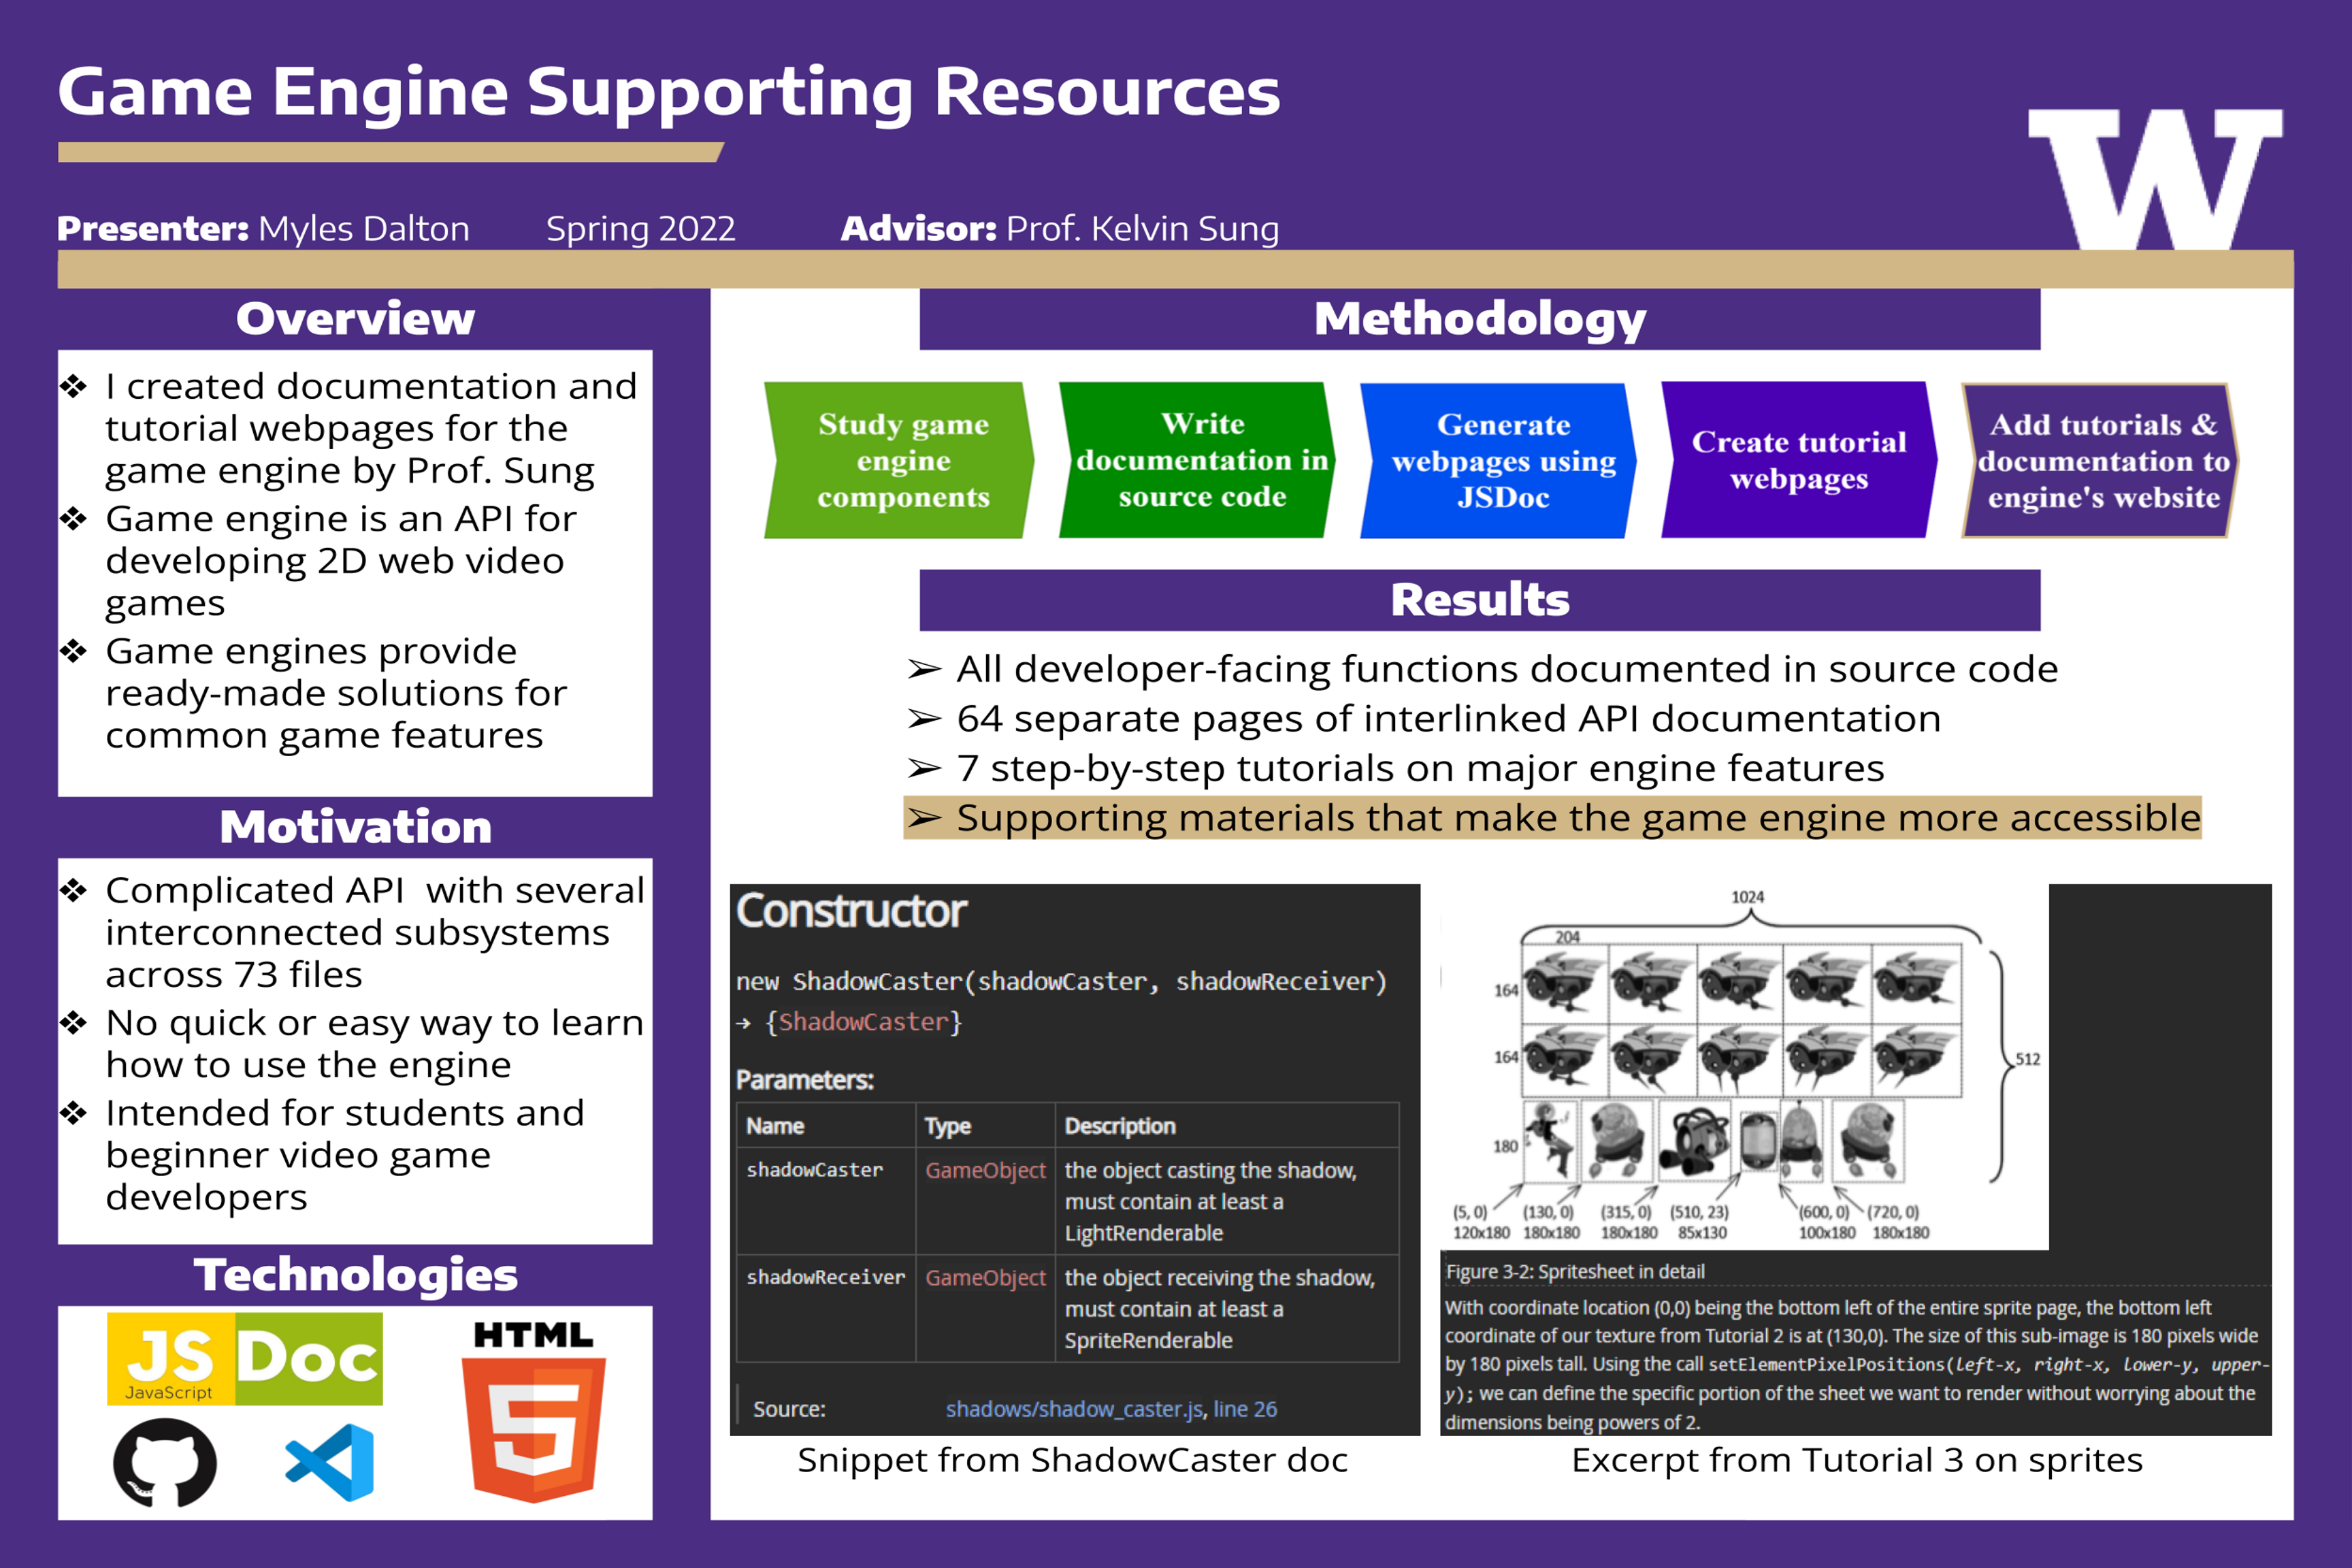 Game Engine Supporting Resources
Presenter: Myles Dalton Spring 2022 Advisor: Prof. Kelvin Sung
W
Overview
❖ I created documentation and
tutorial webpages for the
game engine by Prof. Sung
❖ Game engine is an API for
developing 2D web video
games
❖ Game engines provide
ready-made solutions for
common game features
Motivation
❖ Complicated API with several
interconnected subsystems
across 73 files
❖ No quick or easy way to learn
how to use the engine
❖ Intended for students and
beginner video game
developers
Technologies
JS Doc
JavaScript
HTML
5
Methodology
Study game
engine
components
Write
documentation in
source code
Generate
webpages using
JSDoc
Create tutorial
webpages
Add tutorials &
documentation to
engine's website
Results
➢ All developer-facing functions documented in source code
➢ 64 separate pages of interlinked API documentation
➢ 7 step-by-step tutorials on major engine features
➢ Supporting materials that make the game engine more accessible
Constructor
new ShadowCaster(shadowCaster, shadowReceiver)
→ {ShadowCaster}
Parameters:
Name Type Description
shadowCaster GameObject the object casting the shadow,
must contain at least a
LightRenderable
shadowReceiver GameObject the object receiving the shadow,
must contain at least a
SpriteRenderable
Source: shadows/shadow_caster.js, line 26
Snippet from ShadowCaster doc
1024
204
164
164
512
180
(5, 0) (130, 0) (315, 0) (510, 23) (600, 0) (720, 0)
120x180 180x180 180x180 85x130 100x180 180x180
Figure 3-2: Spritesheet in detail
With coordinate location (0,0) being the bottom left of the entire sprite page, the bottom left
coordinate of our texture from Tutorial 2 is at (130,0). The size of this sub-image is 180 pixels wide
by 180 pixels tall. Using the call setElementPixelPositions(left-x, right-x, lower-y, upper-
y); we can define the specific portion of the sheet we want to render without worrying about the
dimensions being powers of 2.
Excerpt from Tutorial 3 on sprites